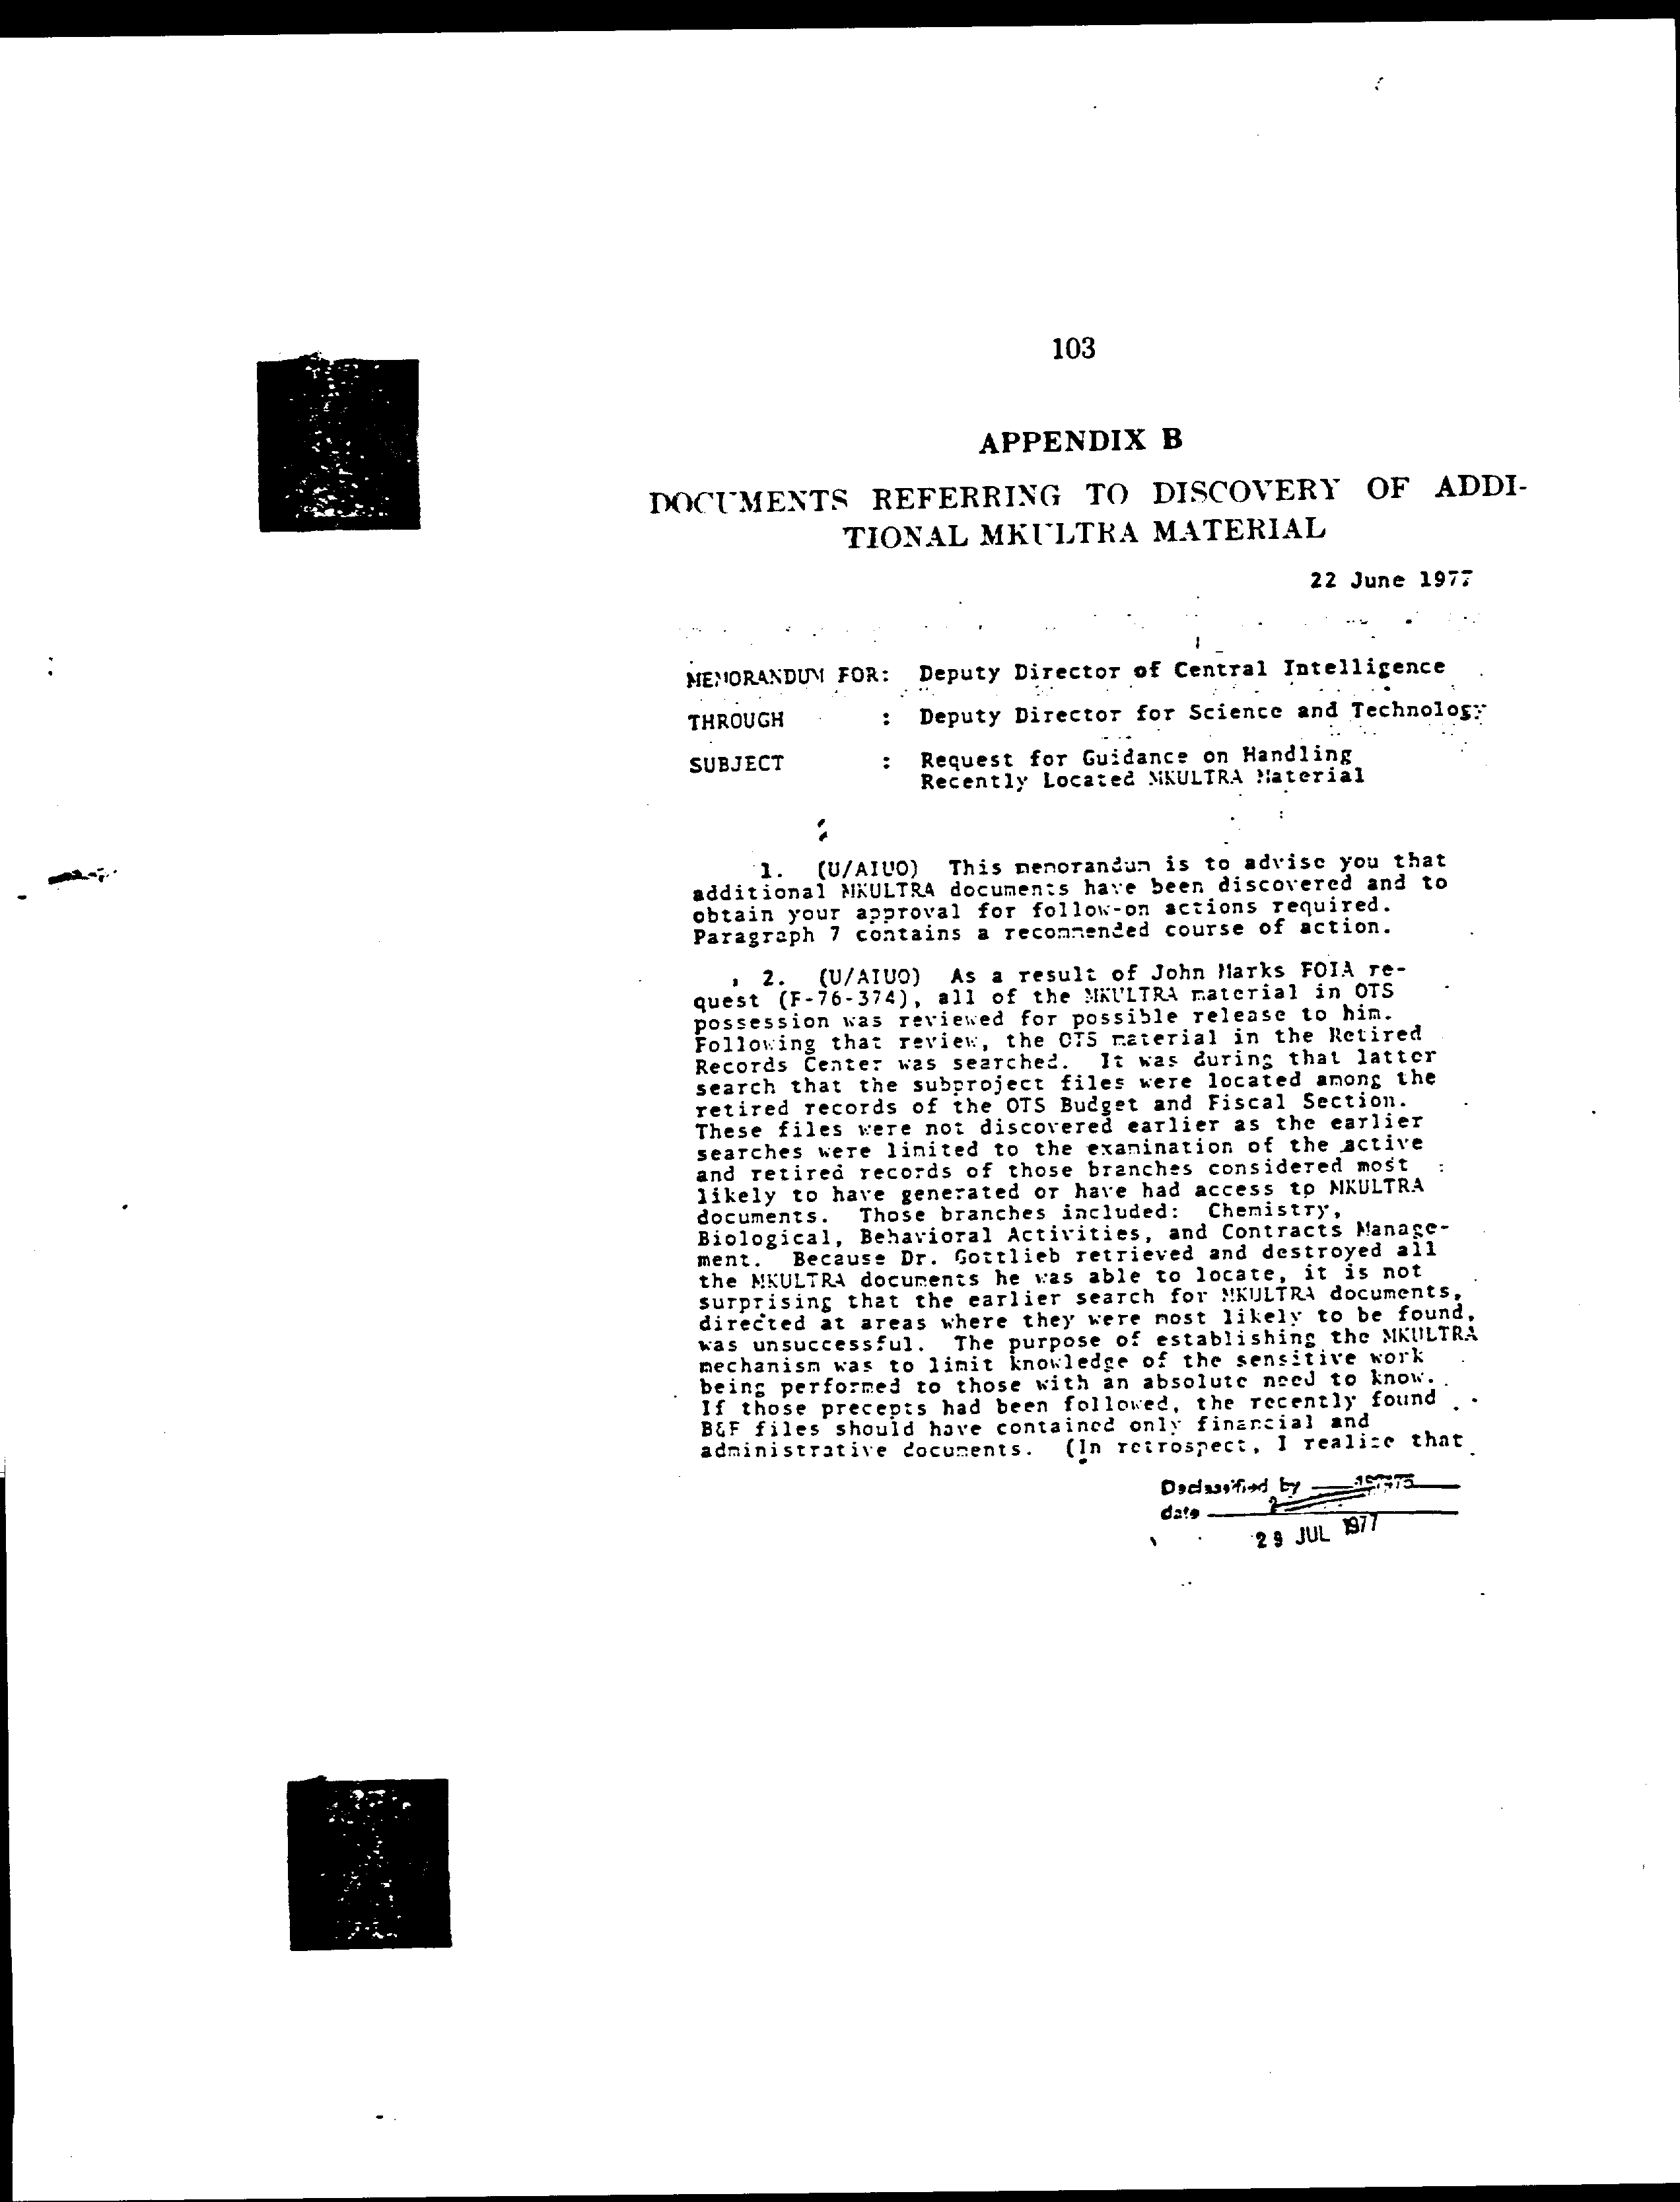 103
APPENDIX B
DOCUMENTS REFERRING TO DISCOVERY OF ADDI-
TIONAL MKULTRA MATERIAL
22 June 1977
MEMORANDUM FOR: Deputy Director of Central Intelligence
THROUGH : Deputy Director for Science and Technology
SUBJECT : Request for Guidance on Handling
Recently Located MKULTRA Material
1. (U/AIUO) This memorandum is to advise you that
additional MKULTRA documents have been discovered and to
obtain your approval for follow-on actions required.
Paragraph 7 contains a recommended course of action.
2. (U/AIUO) As a result of John Marks FOIA re-
quest (F-76-374), all of the MKULTRA material in OTS
possession was reviewed for possible release to him.
Following that review, the OTS material in the Retired
Records Center was searched. It was during that latter
search that the subproject files were located among the
retired records of the OTS Budget and Fiscal Section.
These files were not discovered earlier as the earlier
searches were limited to the examination of the active
and retired records of those branches considered most
likely to have generated or have had access to MKULTRA
documents. Those branches included: Chemistry,
Biological, Behavioral Activities, and Contracts Manage-
ment. Because Dr. Gottlieb retrieved and destroyed all
the MKULTRA documents he was able to locate, it is not
surprising that the earlier search for MKULTRA documents,
directed at areas where they were most likely to be found,
was unsuccessful. The purpose of establishing the MKULTRA
mechanism was to limit knowledge of the sensitive work
being performed to those with an absolute need to know.
If those precepts had been followed, the recently found
B&F files should have contained only financial and
administrative documents. (In retrospect, I realize that
Declassified by
date
29 JUL 1977